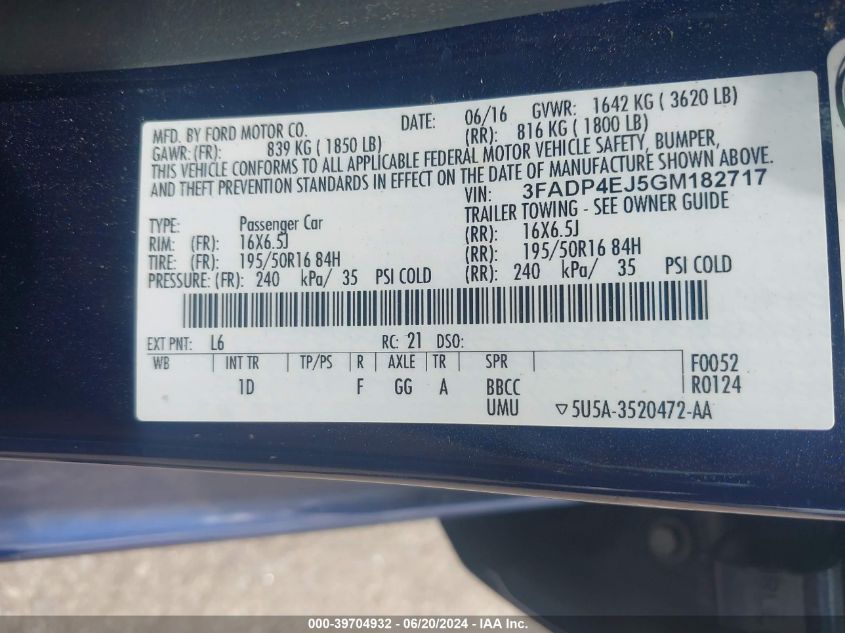 MFD. BY FORD MOTOR CO. DATE: 06/16 GVWR: 1642 KG ( 3620 LB)
GAWR: (FR): 839 KG ( 1850 LB) (RR): 816 KG ( 1800 LB)
THIS VEHICLE CONFORMS TO ALL APPLICABLE FEDERAL MOTOR VEHICLE SAFETY, BUMPER,
AND THEFT PREVENTION STANDARDS IN EFFECT ON THE DATE OF MANUFACTURE SHOWN ABOVE.
VIN: 3FADP4EJ5GM182717
TYPE: Passenger Car TRAILER TOWING - SEE OWNER GUIDE
RIM: (FR): 16X6.5J (RR): 16X6.5J
TIRE: (FR): 195/50R16 84H (RR): 195/50R16 84H
PRESSURE: (FR): 240 kPa/ 35 PSI COLD (RR): 240 kPa/ 35 PSI COLD
EXT PNT: L6 RC: 21 DSO:
WB INT TR TP/PS R AXLE TR SPR F0052
1D F GG A BBCC R0124
UMU ▽5U5A-3520472-AA
000-39704932 - 06/20/2024 - IAA Inc.